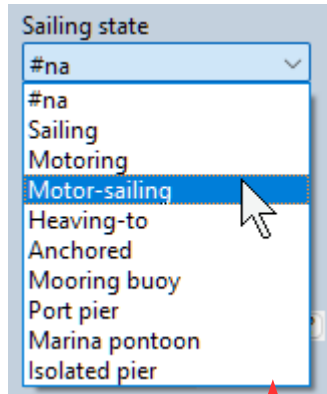 Sailing state
#na
#na
Sailing
Motoring
Motor-sailing
Heaving-to
Anchored
Mooring buoy
Port pier
Marina pontoon
Isolated pier